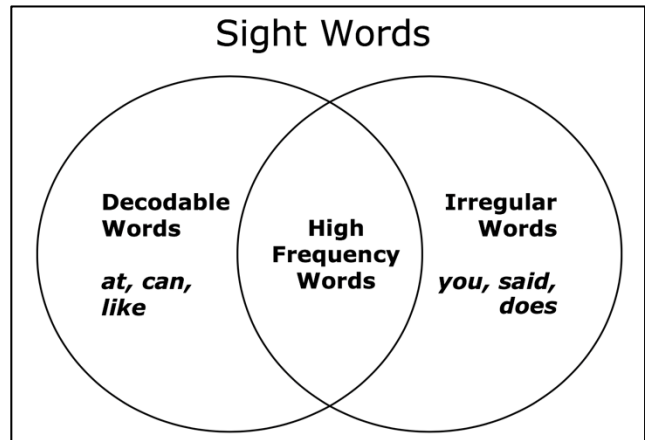 Sight Words
Decodable
Words
at, can,
like
High
Frequency
Words
Irregular
Words
you, said,
does